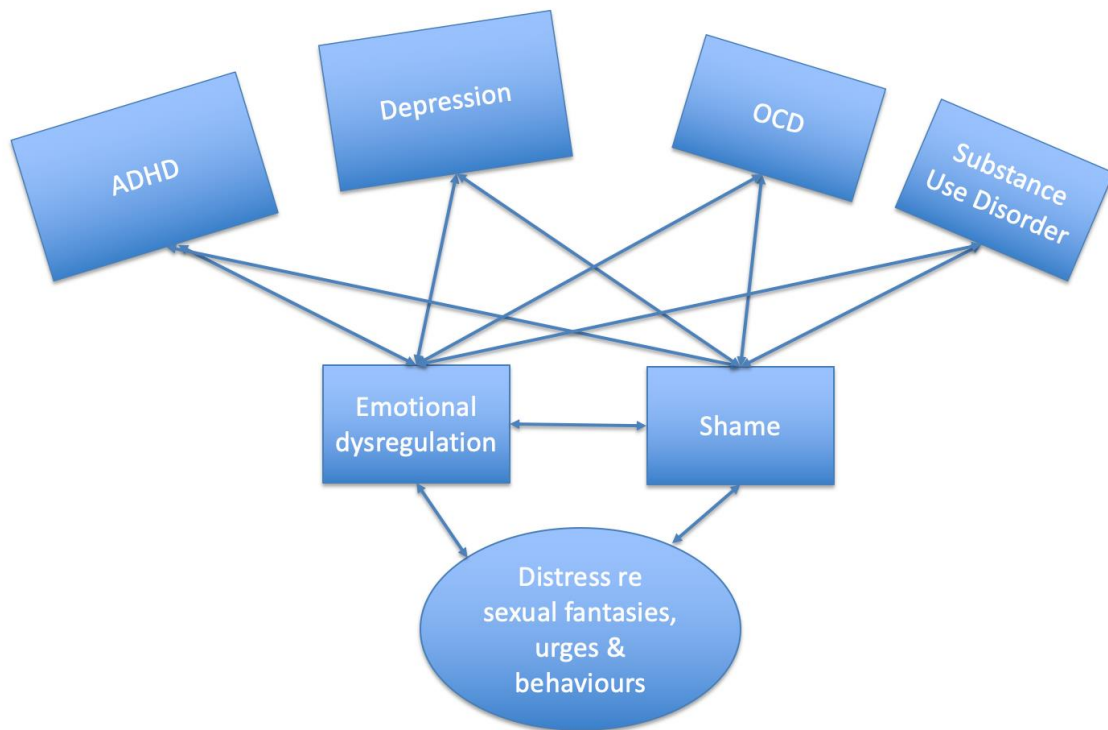 ADHD
Depression
OCD
Substance
Use Disorder
Emotional
dysregulation
Shame
Distress re
sexual fantasies,
urges &
behaviours